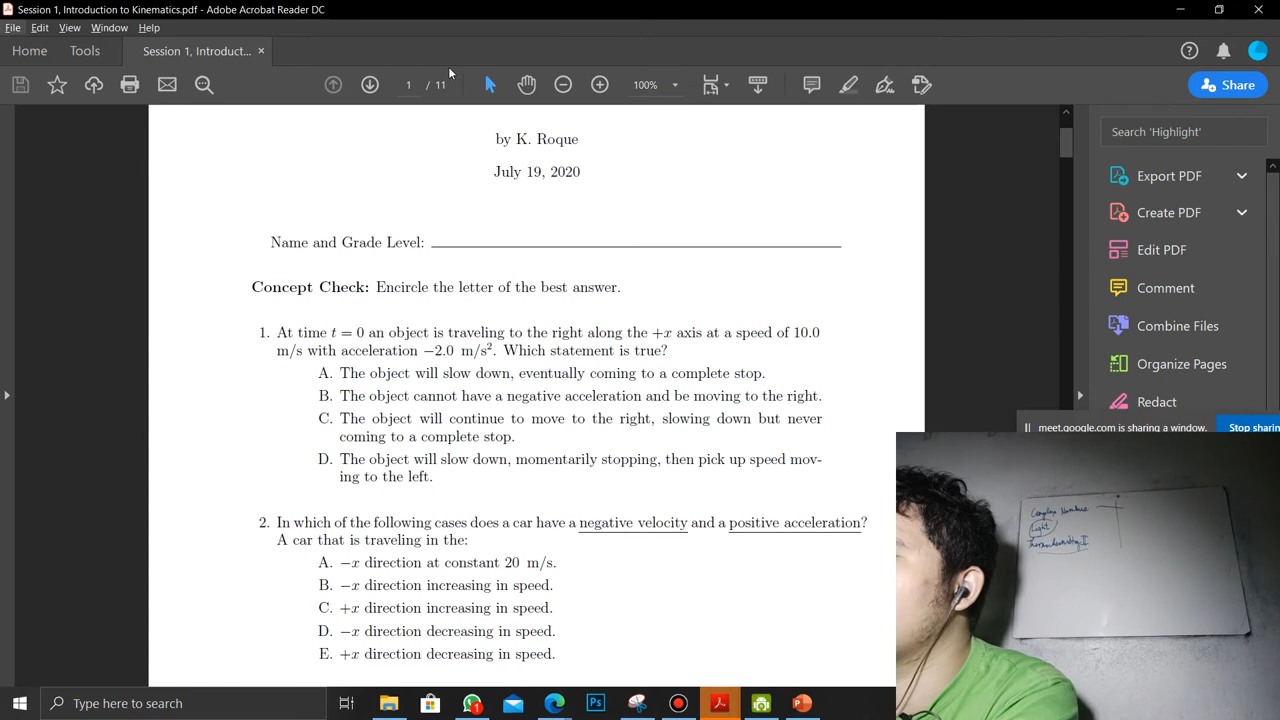 Session 1, Introduction to Kinematics.pdf - Adobe Acrobat Reader DC
File Edit View Window Help
Home Tools Session 1, Introduct... ×
1 / 11 100% Share
by K. Roque
July 19, 2020
Name and Grade Level:
Concept Check: Encircle the letter of the best answer.
1. At time t = 0 an object is traveling to the right along the +x axis at a speed of 10.0
m/s with acceleration −2.0 m/s². Which statement is true?
A. The object will slow down, eventually coming to a complete stop.
B. The object cannot have a negative acceleration and be moving to the right.
C. The object will continue to move to the right, slowing down but never
coming to a complete stop.
D. The object will slow down, momentarily stopping, then pick up speed mov-
ing to the left.
2. In which of the following cases does a car have a negative velocity and a positive acceleration?
A car that is traveling in the:
A. −x direction at constant 20 m/s.
B. −x direction increasing in speed.
C. +x direction increasing in speed.
D. −x direction decreasing in speed.
E. +x direction decreasing in speed.
Search 'Highlight'
Export PDF
Create PDF
Edit PDF
Comment
Combine Files
Organize Pages
Redact
meet.google.com is sharing a window. Stop sharin
Complex Numbers
Light
Thermochemistry II
Type here to search
1
Ps